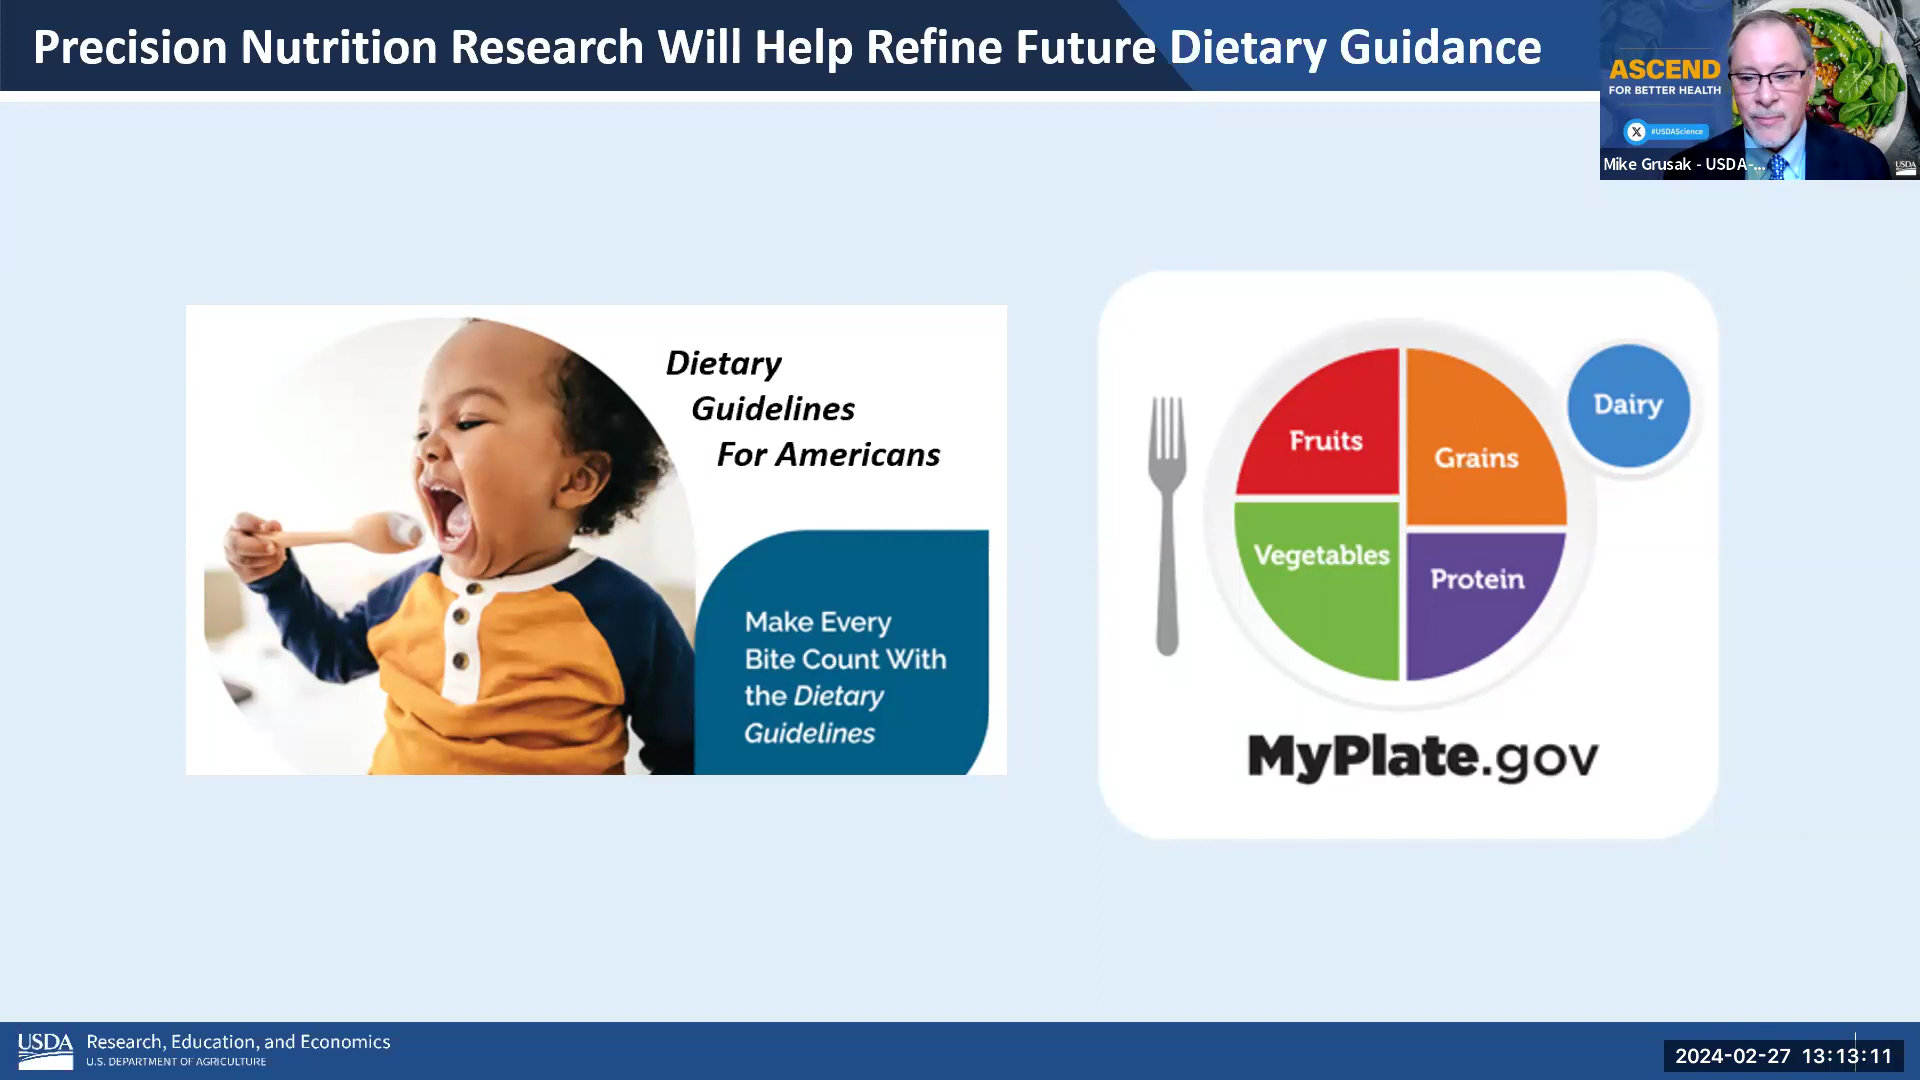 Precision Nutrition Research Will Help Refine Future Dietary Guidance
ASCEND
FOR BETTER HEALTH
X #USDAScience
Mike Grusak - USDA-...
USDA
Dietary
Guidelines
For Americans
Make Every
Bite Count With
the Dietary
Guidelines
Fruits
Grains
Dairy
Vegetables
Protein
MyPlate.gov
USDA Research, Education, and Economics
U.S. DEPARTMENT OF AGRICULTURE
2024-02-27 13:13:11